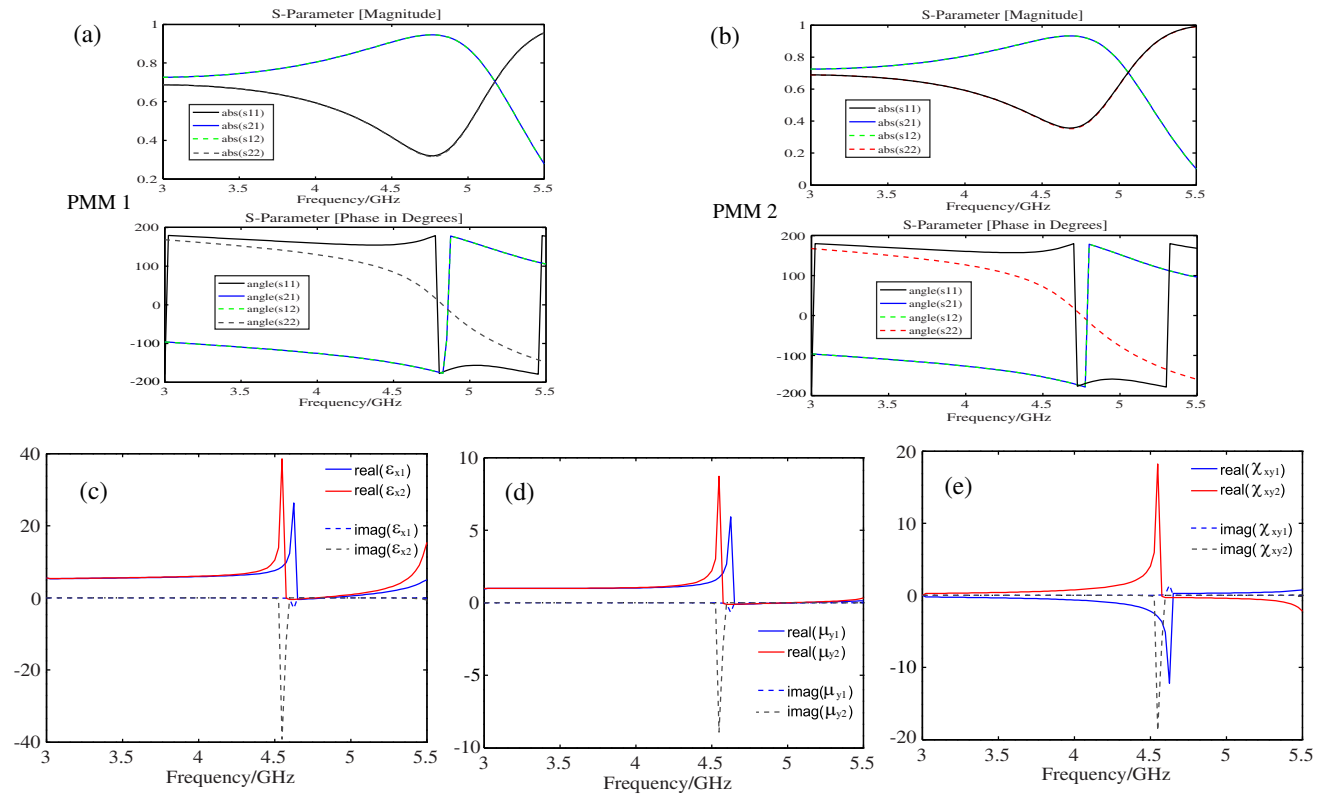 (a)
S-Parameter [Magnitude]
1
0.8
0.6
0.4
0.2
abs(s11)
abs(s21)
abs(s12)
abs(s22)
3 3.5 4 4.5 5 5.5
Frequency/GHz
PMM 1
S-Parameter [Phase in Degrees]
200
100
0
-100
-200
angle(s11)
angle(s21)
angle(s12)
angle(s22)
3 3.5 4 4.5 5 5.5
Frequency/GHz
(b)
S-Parameter [Magnitude]
1
0.8
0.6
0.4
0.2
0
abs(s11)
abs(s21)
abs(s12)
abs(s22)
3 3.5 4 4.5 5 5.5
Frequency/GHz
PMM 2
S-Parameter [Phase in Degrees]
200
100
0
-100
-200
angle(s11)
angle(s21)
angle(s12)
angle(s22)
3 3.5 4 4.5 5 5.5
Frequency/GHz
(c)
40
20
0
-20
-40
real(εx1)
real(εx2)
imag(εx1)
imag(εx2)
3 3.5 4 4.5 5 5.5
Frequency/GHz
(d)
10
5
0
-5
-10
real(μy1)
real(μy2)
imag(μy1)
imag(μy2)
3 3.5 4 4.5 5 5.5
Frequency/GHz
(e)
20
10
0
-10
-20
real(χxy1)
real(χxy2)
imag(χxy1)
imag(χxy2)
3 3.5 4 4.5 5 5.5
Frequency/GHz